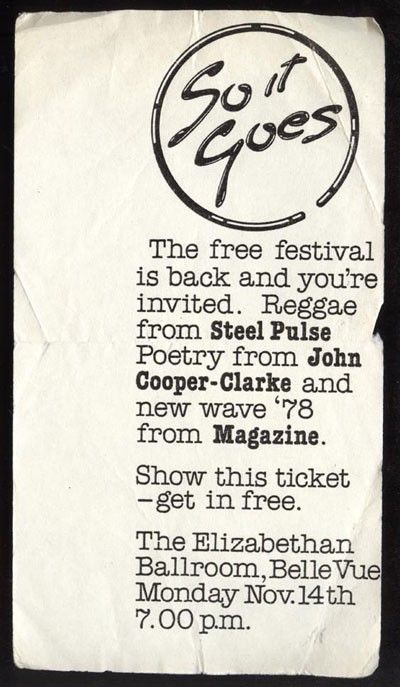 So it
Goes
The free festival
is back and you're
invited. Reggae
from Steel Pulse
Poetry from John
Cooper-Clarke and
new wave '78
from Magazine.
Show this ticket
–get in free.
The Elizabethan
Ballroom, Belle Vue
Monday Nov. 14th
7.00 p.m.